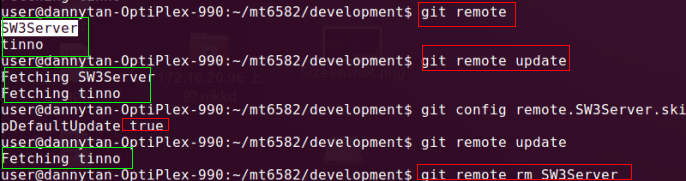 user@dannytan-OptiPlex-990:~/mt6582/development$ git remote
SW3Server
tinno
user@dannytan-OptiPlex-990:~/mt6582/development$ git remote update
Fetching SW3Server
Fetching tinno
user@dannytan-OptiPlex-990:~/mt6582/development$ git config remote.SW3Server.ski
pDefaultUpdate true
user@dannytan-OptiPlex-990:~/mt6582/development$ git remote update
Fetching tinno
user@dannytan-OptiPlex-990:~/mt6582/development$ git remote rm SW3Server